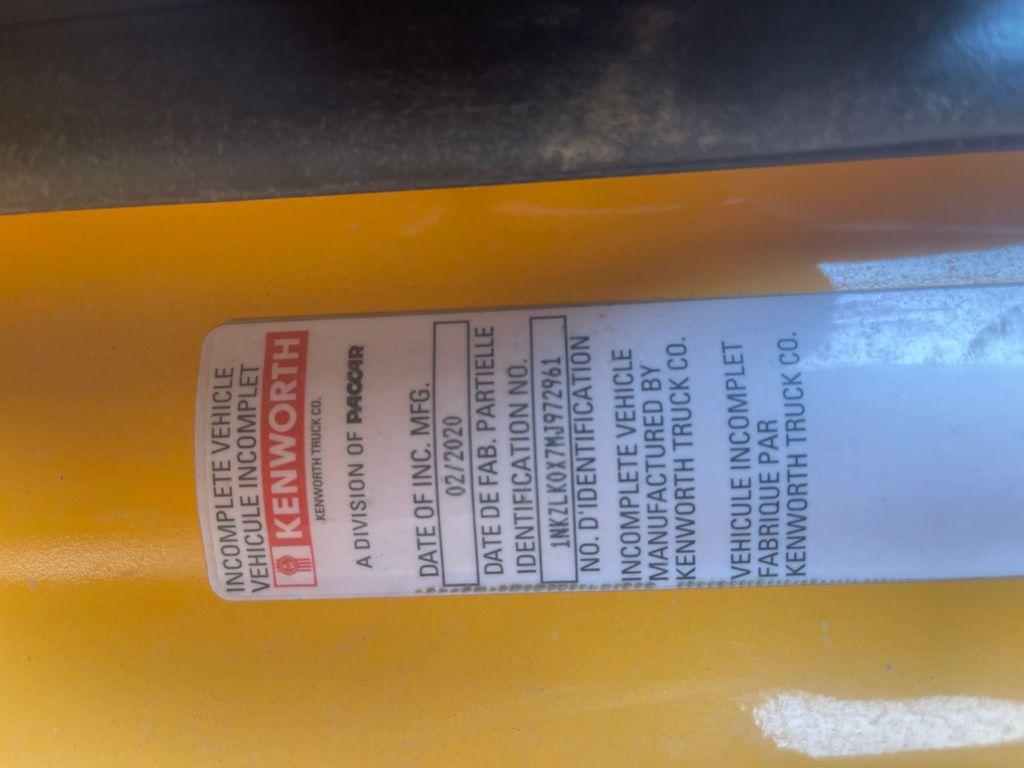 INCOMPLETE VEHICLE
VEHICULE INCOMPLET
KENWORTH
KENWORTH TRUCK CO.
A DIVISION OF PACCAR
DATE OF INC. MFG.
02/2020
DATE DE FAB. PARTIELLE
IDENTIFICATION NO.
1NKZLK0X7MJ972961
NO. D'IDENTIFICATION
INCOMPLETE VEHICLE
MANUFACTURED BY
KENWORTH TRUCK CO.
VEHICULE INCOMPLET
FABRIQUE PAR
KENWORTH TRUCK CO.